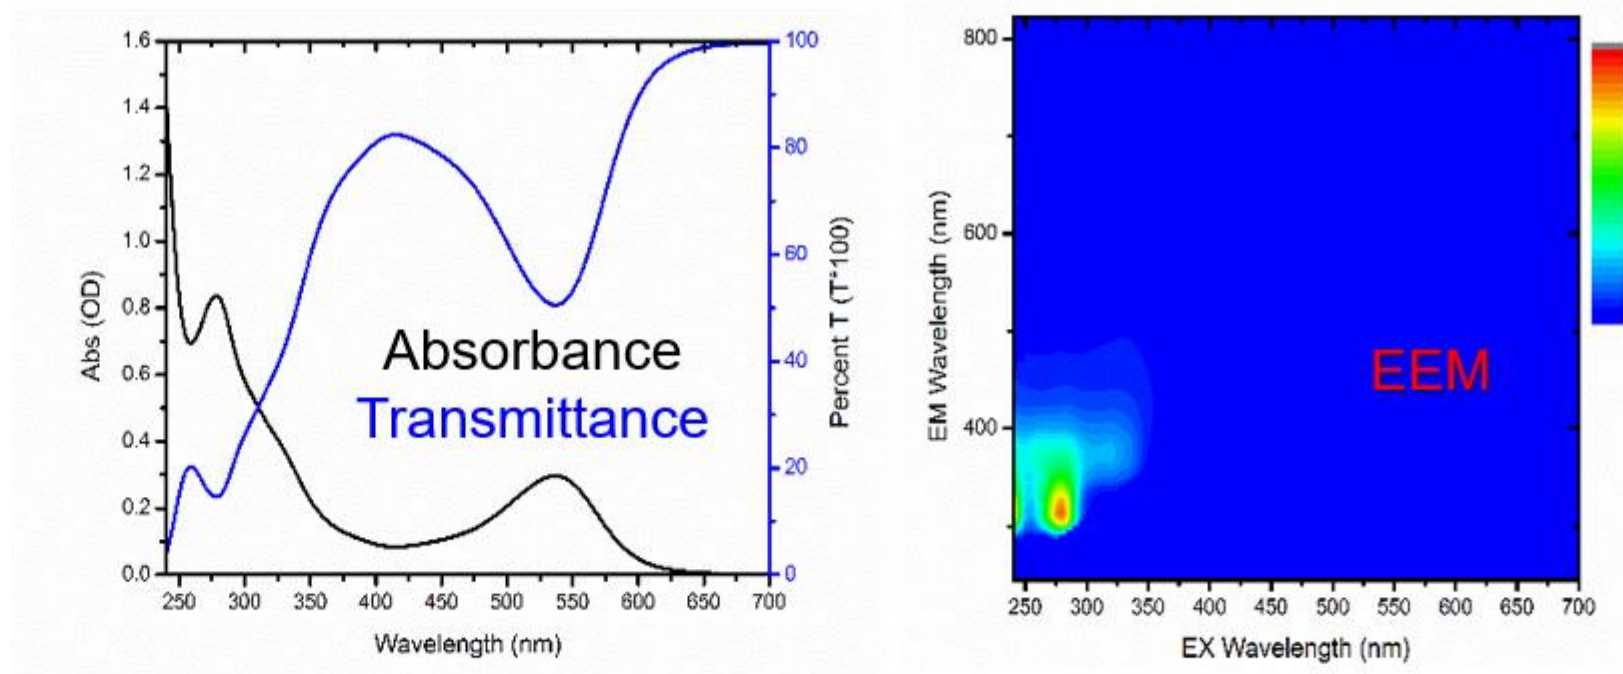 1.6
1.4
1.2
1.0
0.8
0.6
0.4
0.2
0.0
Abs (OD)
250 300 350 400 450 500 550 600 650 700
Wavelength (nm)
100
80
60
40
20
0
Percent T (T*100)
Absorbance
Transmittance
800
600
400
EM Wavelength (nm)
250 300 350 400 450 500 550 600 650 700
EX Wavelength (nm)
EEM